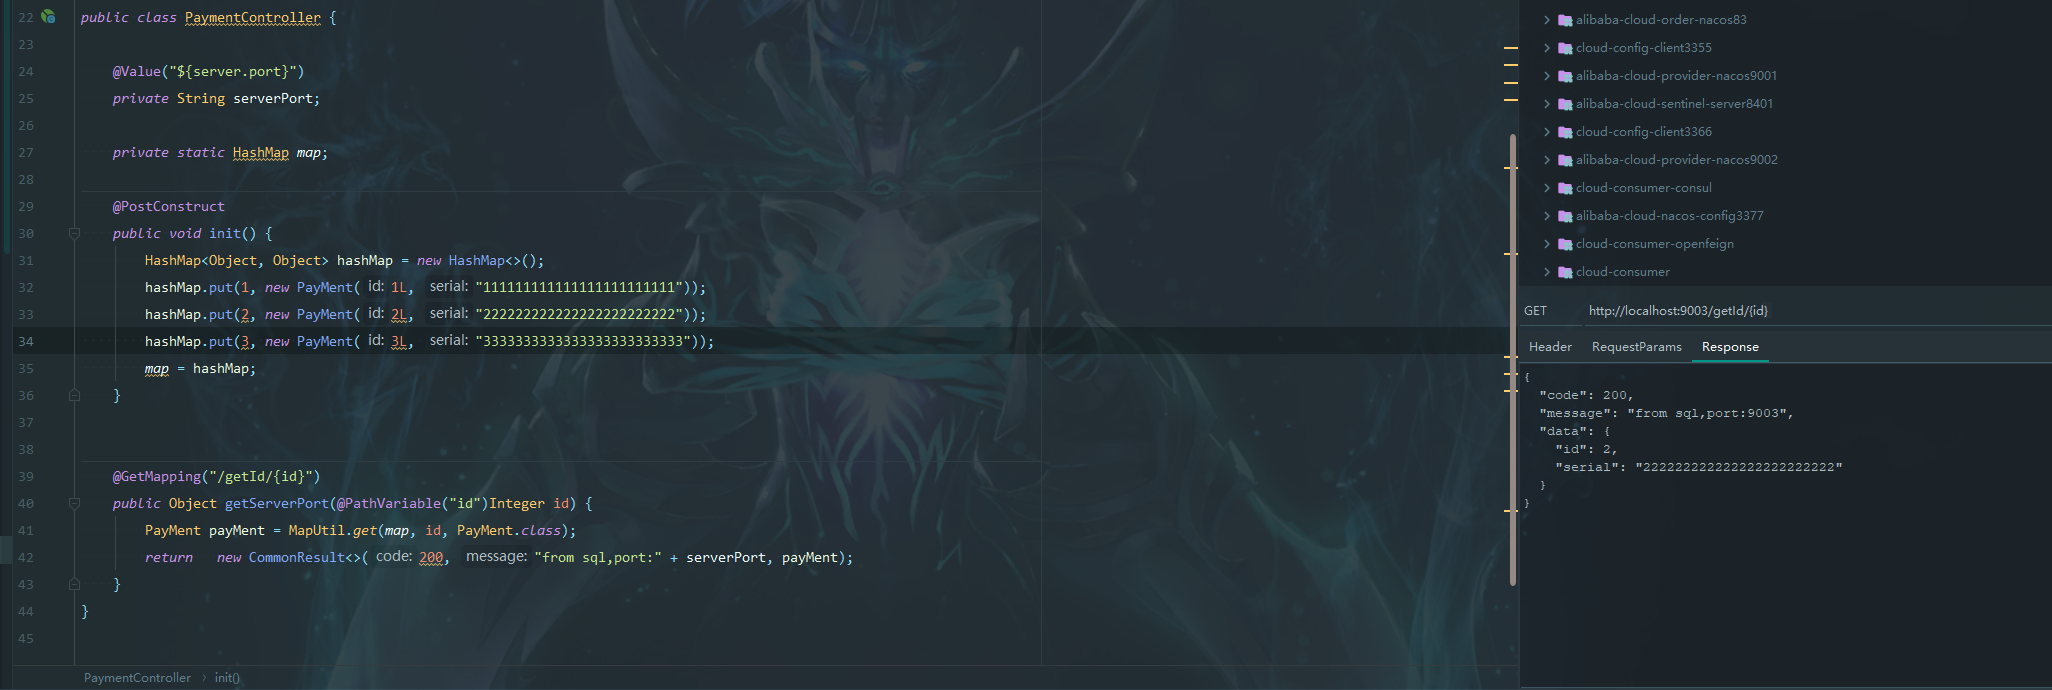 22 public class PaymentController {
23
24 @Value("${server.port}")
25 private String serverPort;
26
27 private static HashMap map;
28
29 @PostConstruct
30 public void init() {
31 HashMap<Object, Object> hashMap = new HashMap<>();
32 hashMap.put(1, new PayMent( id: 1L, serial: "111111111111111111111111"));
33 hashMap.put(2, new PayMent( id: 2L, serial: "222222222222222222222222"));
34 hashMap.put(3, new PayMent( id: 3L, serial: "3333333333333333333333333"));
35 map = hashMap;
36 }
37
38
39 @GetMapping("/getId/{id}")
40 public Object getServerPort(@PathVariable("id")Integer id) {
41 PayMent payMent = MapUtil.get(map, id, PayMent.class);
42 return new CommonResult<>( code: 200, message: "from sql,port:" + serverPort, payMent);
43 }
44 }
45
PaymentController › init()
alibaba-cloud-order-nacos83
cloud-config-client3355
alibaba-cloud-provider-nacos9001
alibaba-cloud-sentinel-server8401
cloud-config-client3366
alibaba-cloud-provider-nacos9002
cloud-consumer-consul
alibaba-cloud-nacos-config3377
cloud-consumer-openfeign
cloud-consumer
GET http://localhost:9003/getId/{id}
Header RequestParams Response
{
"code": 200,
"message": "from sql,port:9003",
"data": {
"id": 2,
"serial": "222222222222222222222222"
}
}